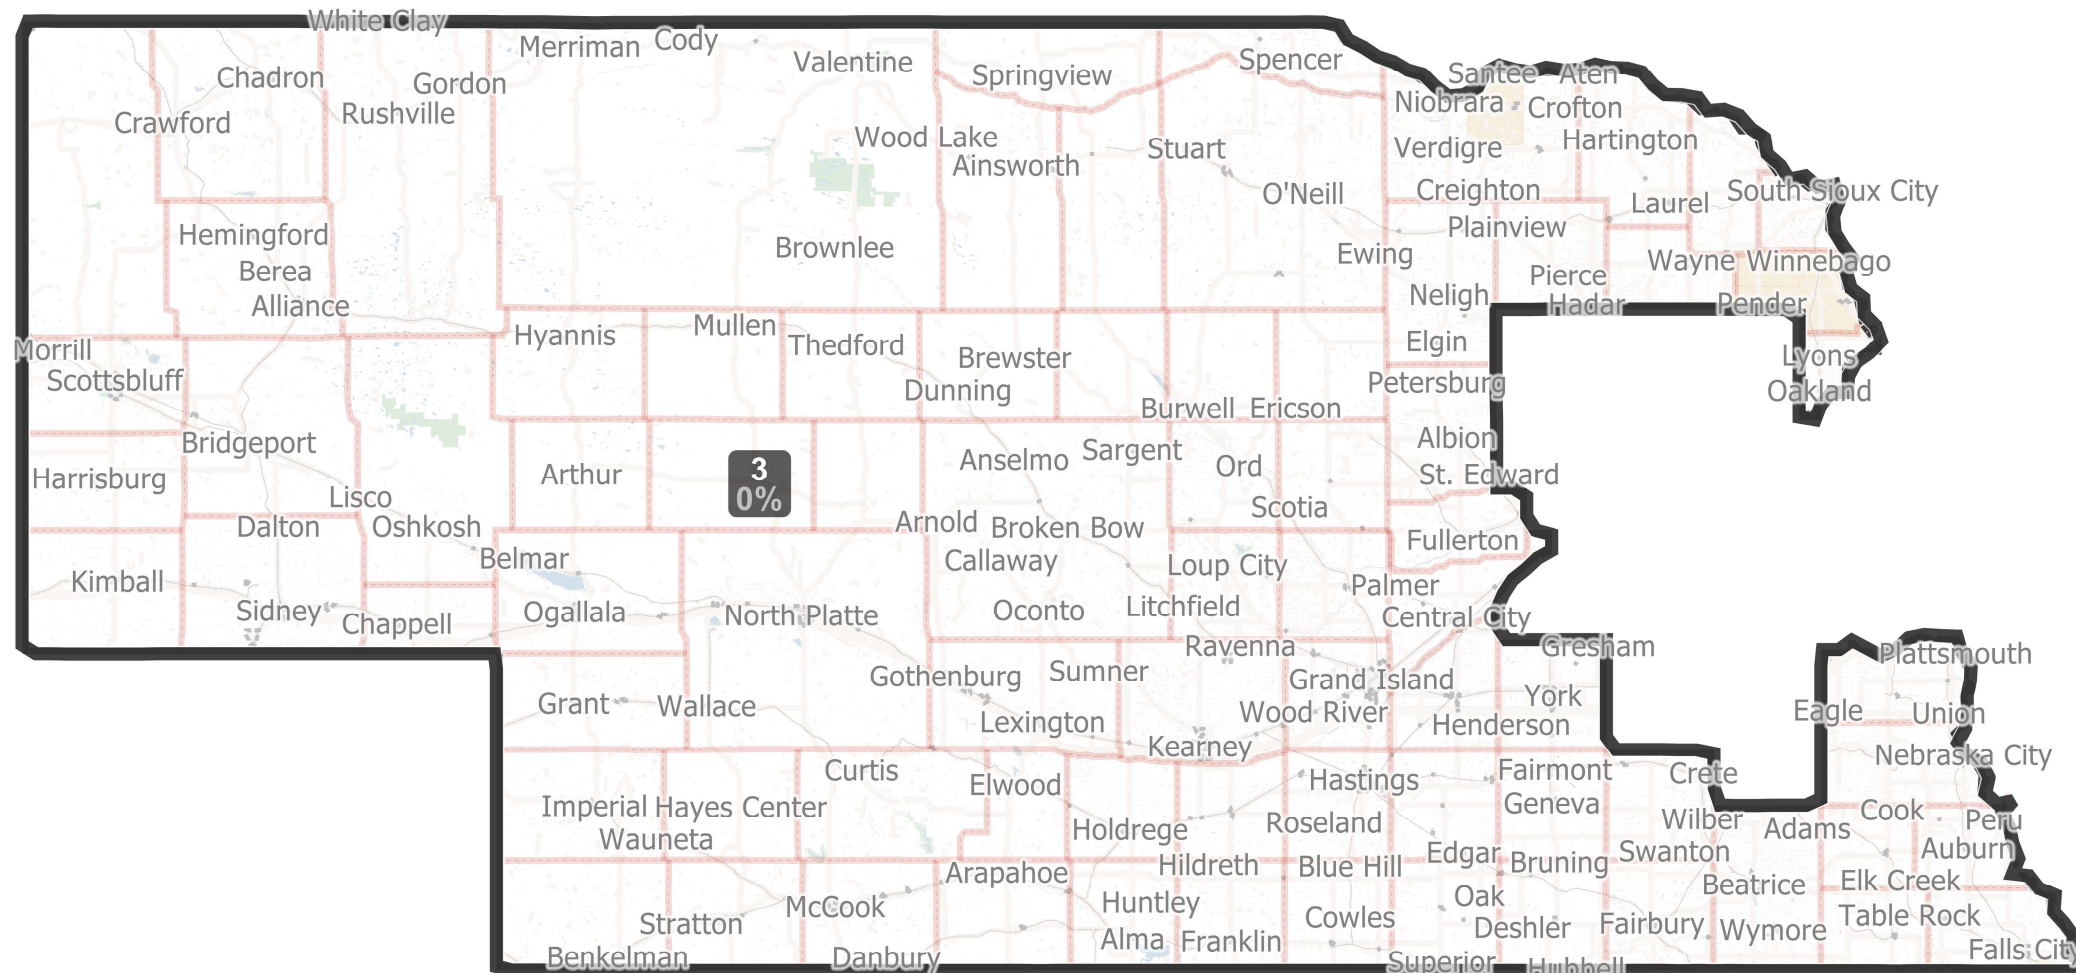 White Clay
Merriman
Cody
Valentine
Springview
Spencer
Santee
Aten
Chadron
Gordon
Rushville
Crawford
Niobrara
Crofton
Wood Lake
Ainsworth
Stuart
Verdigre
Hartington
O'Neill
Creighton
Laurel
South Sioux City
Hemingford
Berea
Alliance
Brownlee
Ewing
Plainview
Pierce
Wayne
Winnebago
Neligh
Hadar
Pender
Morrill
Scottsbluff
Hyannis
Mullen
Thedford
Brewster
Dunning
Elgin
Petersburg
Lyons
Oakland
Burwell
Ericson
Bridgeport
Harrisburg
Arthur
3
0%
Anselmo
Sargent
Ord
Albion
St. Edward
Lisco
Dalton
Oshkosh
Scotia
Arnold
Broken Bow
Fullerton
Belmar
Callaway
Loup City
Kimball
Palmer
Sidney
Chappell
Ogallala
North Platte
Oconto
Litchfield
Central City
Ravenna
Gresham
Plattsmouth
Gothenburg
Sumner
Grand Island
Grant
Wallace
York
Lexington
Wood River
Henderson
Eagle
Union
Kearney
Nebraska City
Curtis
Elwood
Hastings
Fairmont
Crete
Imperial
Hayes Center
Geneva
Cook
Wauneta
Holdrege
Roseland
Wilber
Adams
Peru
Arapahoe
Hildreth
Blue Hill
Edgar
Bruning
Swanton
Auburn
Stratton
McCook
Huntley
Cowles
Oak
Beatrice
Elk Creek
Deshler
Fairbury
Wymore
Table Rock
Benkelman
Danbury
Alma
Franklin
Superior
Hubbell
Falls City